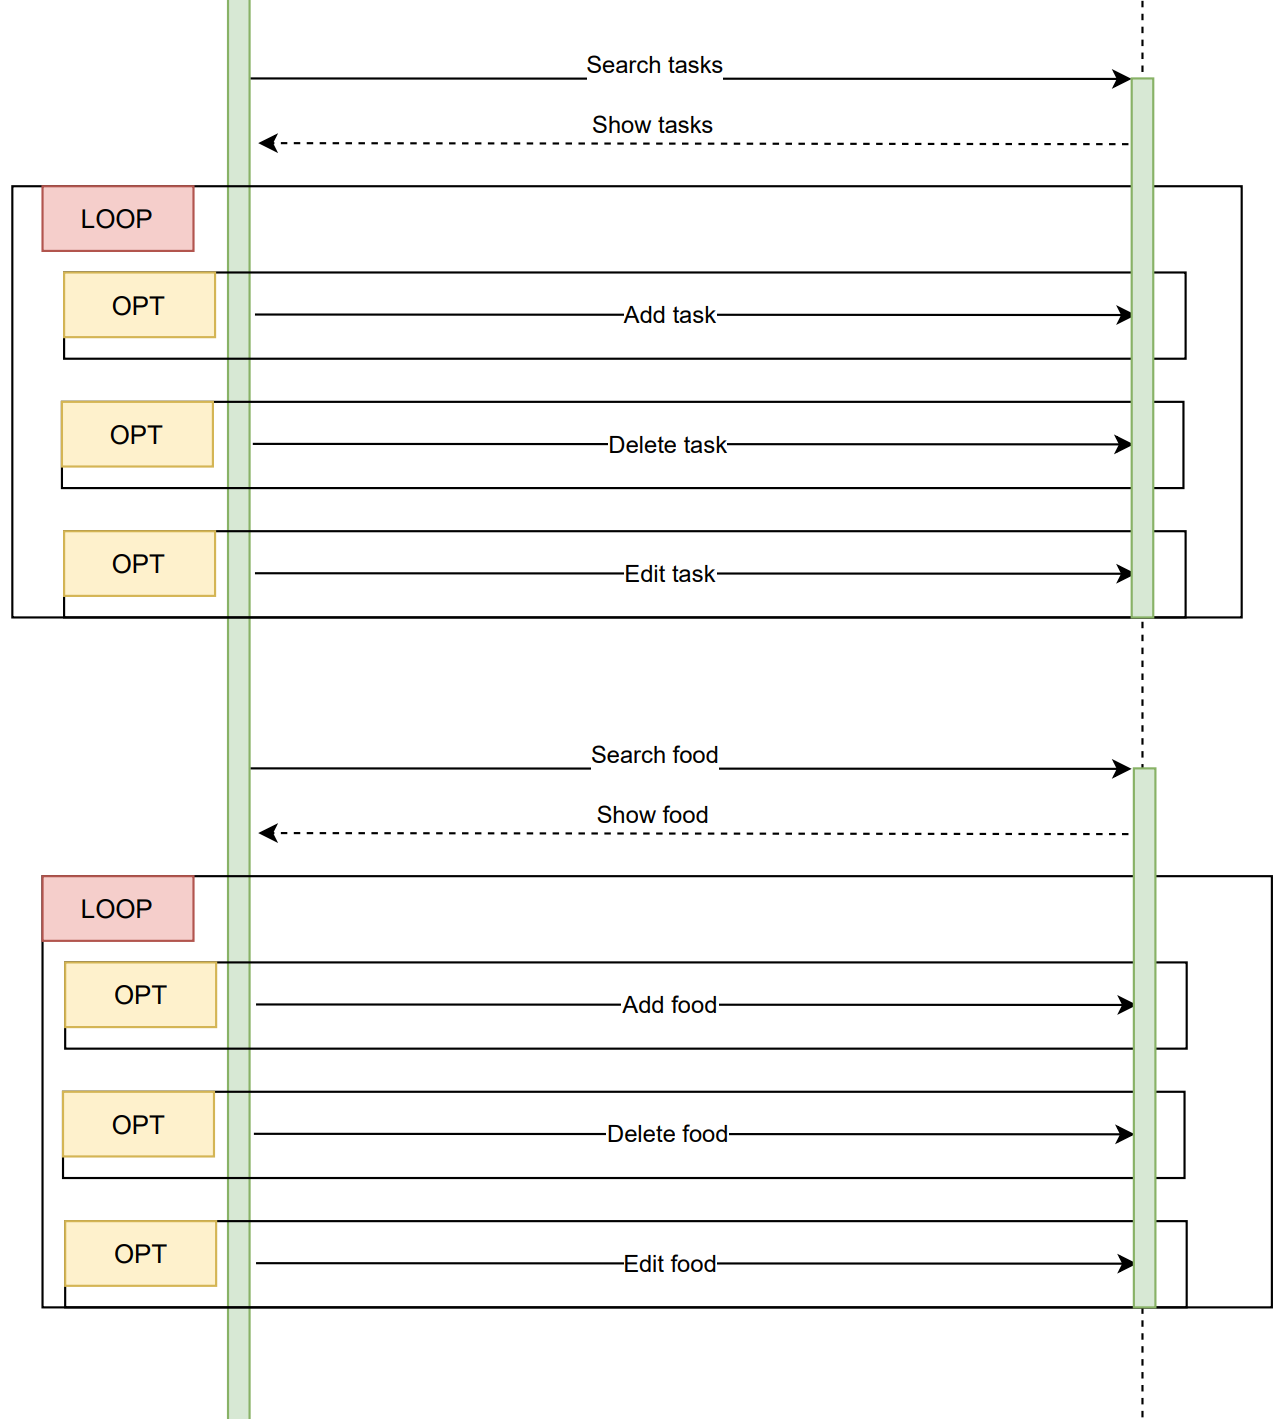 Search tasks
Show tasks
LOOP
OPT
Add task
OPT
Delete task
OPT
Edit task
Search food
Show food
LOOP
OPT
Add food
OPT
Delete food
OPT
Edit food